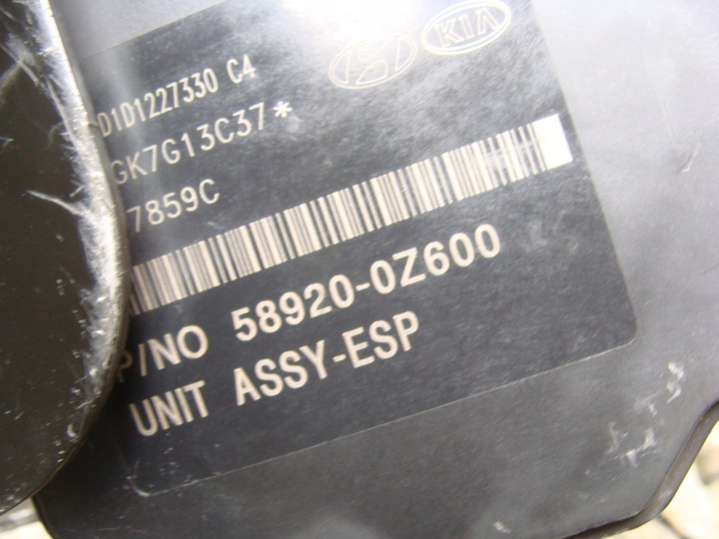 KIA
D1D1227330 C4
GK7G13C37*
7859C
P/NO 58920-0Z600
UNIT ASSY-ESP